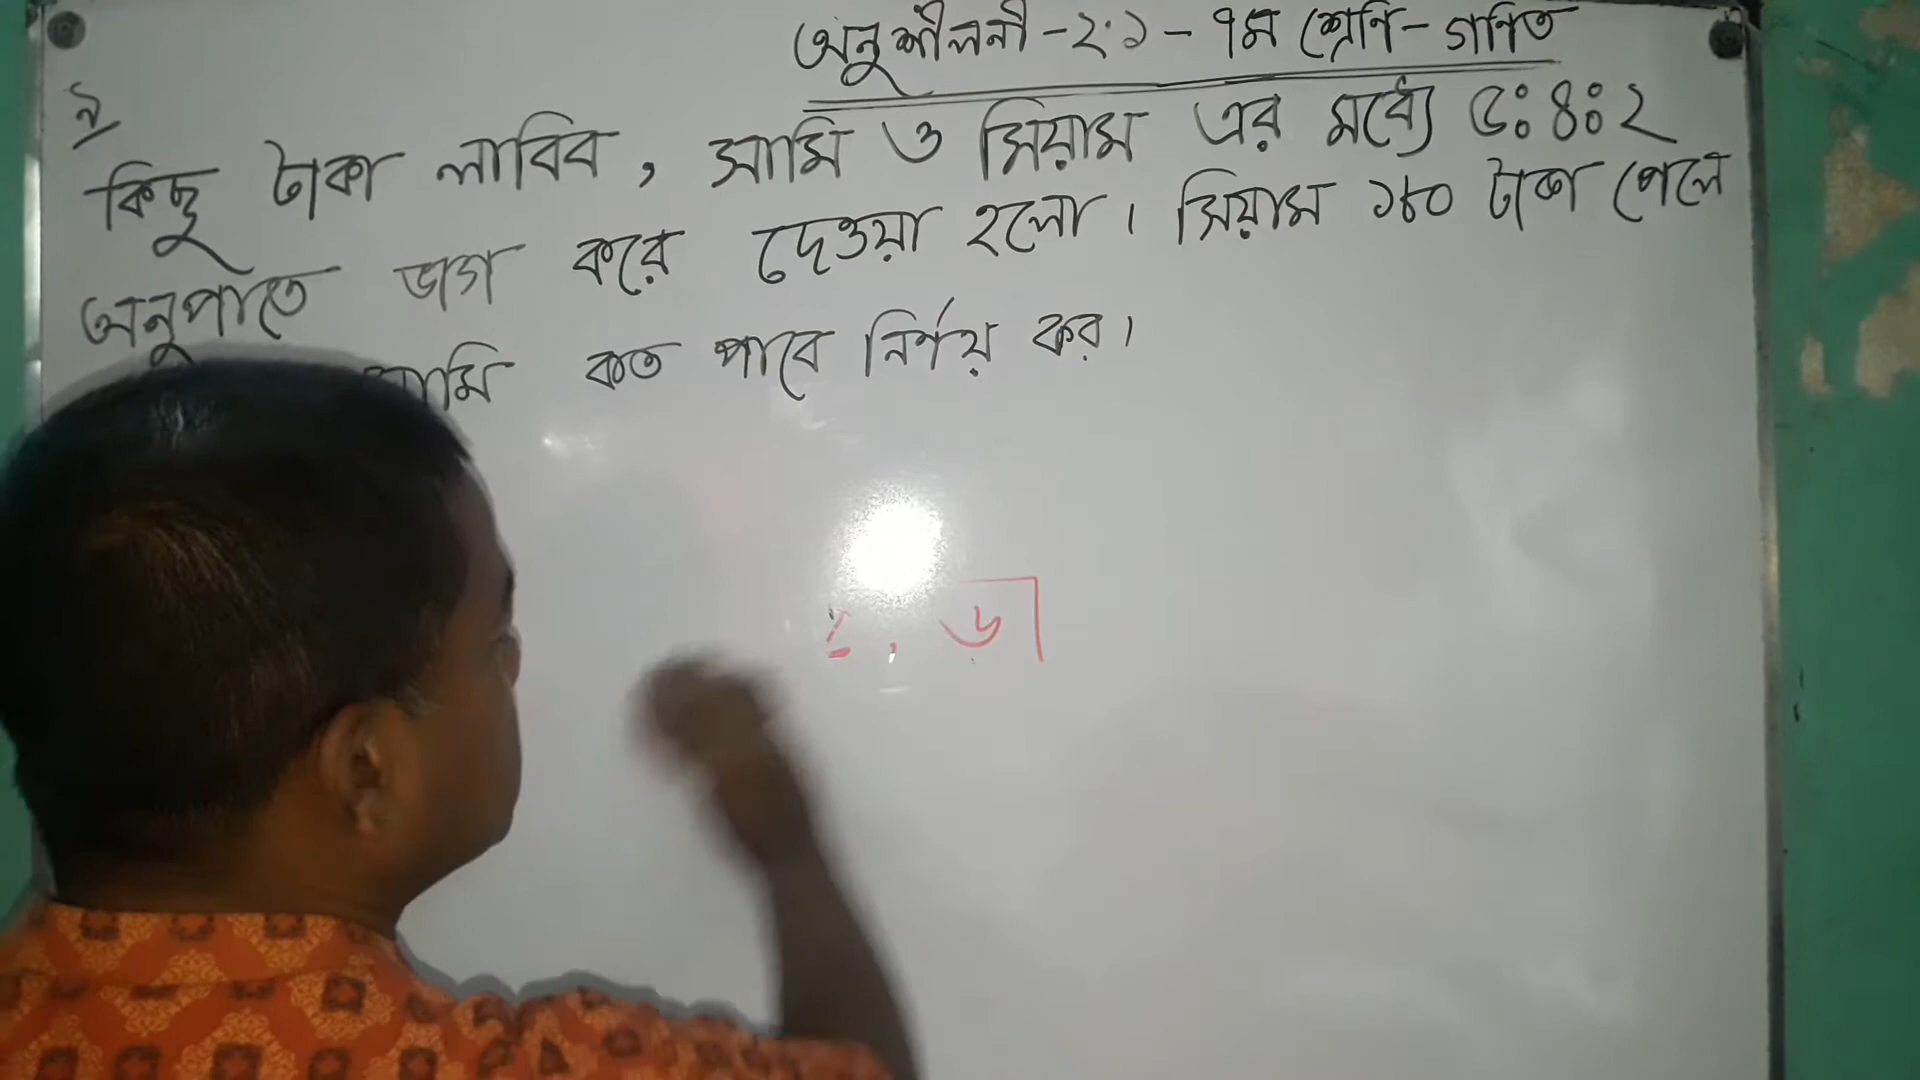 অনুশীলনী-২.১-৭ম শ্রেণি-গণিত
৯
কিছু টাকা লাবিব, সামি ও সিয়াম এর মধ্যে ৫ঃ৪ঃ২
অনুপাতে ভাগ করে দেওয়া হলো। সিয়াম ১৮০ টাকা পেলে
সামি কত পাবে নির্ণয় কর।